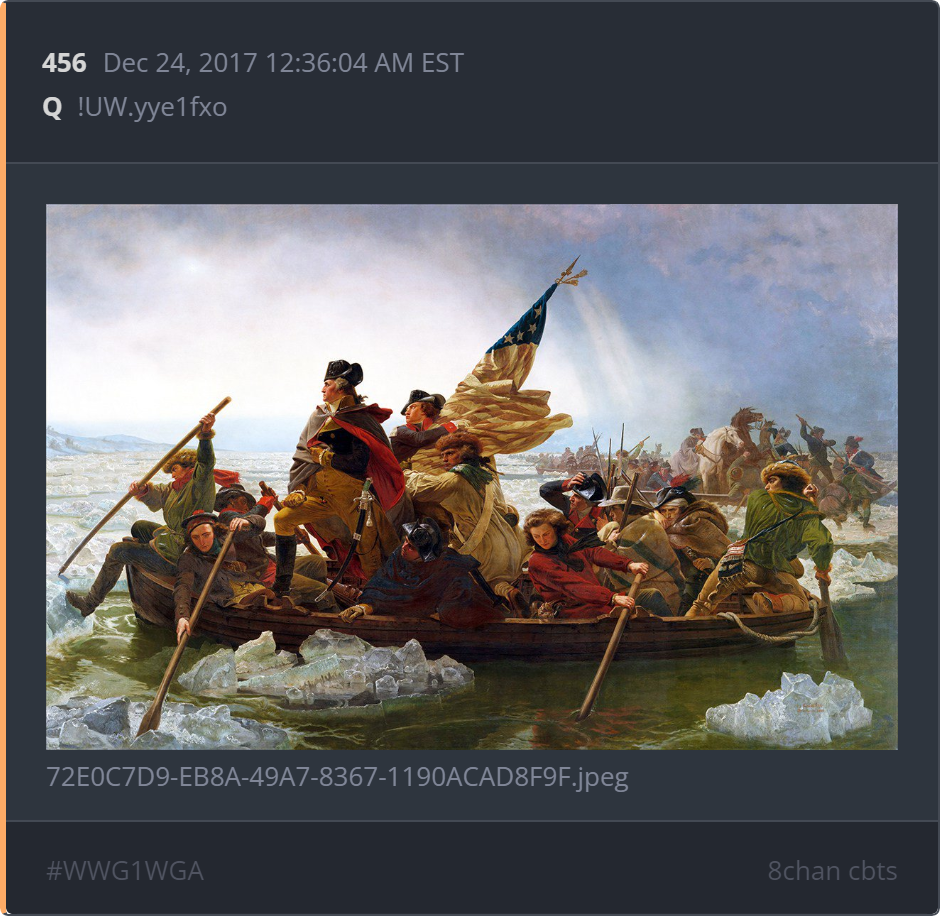 456 Dec 24, 2017 12:36:04 AM EST
Q !UW.yye1fxo
72E0C7D9-EB8A-49A7-8367-1190ACAD8F9F.jpeg
#WWG1WGA 8chan cbts